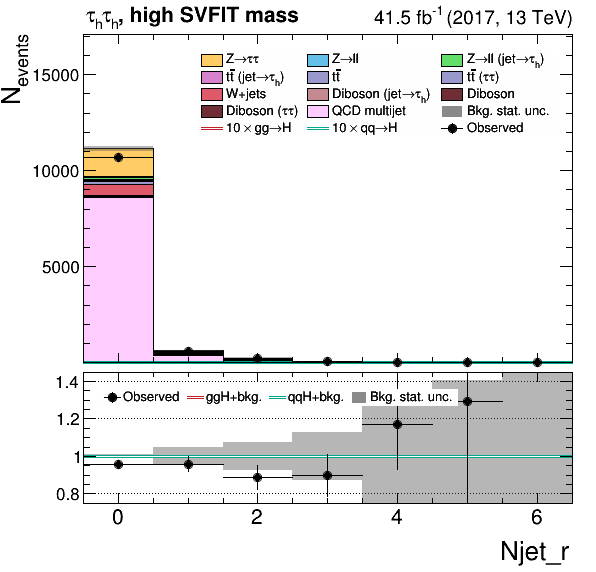 τhτh, high SVFIT mass 41.5 fb-1 (2017, 13 TeV)
Nevents
15000
10000
5000
Z→ττ Z→ll Z→ll (jet→τh)
tt̄ (jet→τh) tt̄ tt̄ (ττ)
W+jets Diboson (jet→τh) Diboson
Diboson (ττ) QCD multijet Bkg. stat. unc.
10 × gg→H 10 × qq→H Observed
1.4
1.2
1
0.8
Observed ggH+bkg. qqH+bkg. Bkg. stat. unc.
0 2 4 6
Njet_r